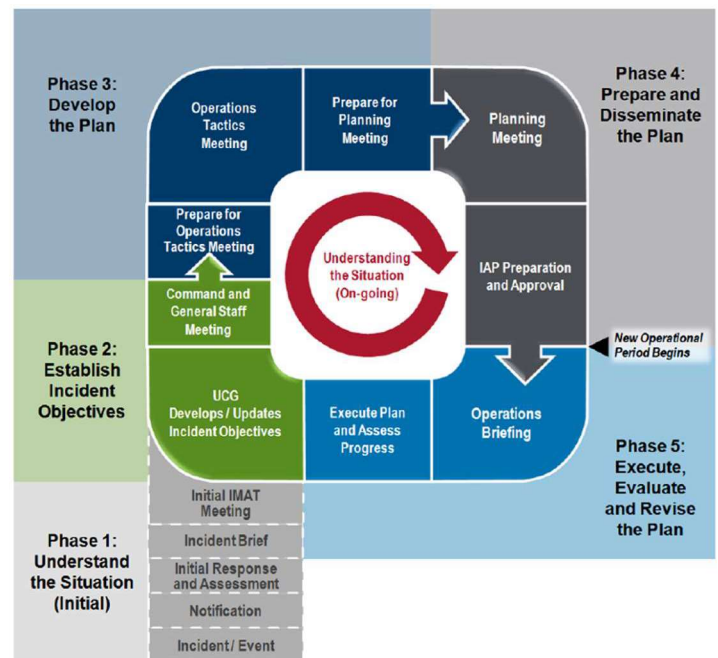 Phase 3:
Develop
the Plan
Operations
Tactics
Meeting
Prepare for
Planning
Meeting
Planning
Meeting
Phase 4:
Prepare and
Disseminate
the Plan
Prepare for
Operations
Tactics Meeting
Understanding
the Situation
(On-going)
IAP Preparation
and Approval
Command and
General Staff
Meeting
New Operational
Period Begins
Phase 2:
Establish
Incident
Objectives
UCG
Develops / Updates
Incident Objectives
Execute Plan
and Assess
Progress
Operations
Briefing
Phase 5:
Execute,
Evaluate
and Revise
the Plan
Phase 1:
Understand
the Situation
(Initial)
Initial IMAT
Meeting
Incident Brief
Initial Response
and Assessment
Notification
Incident / Event